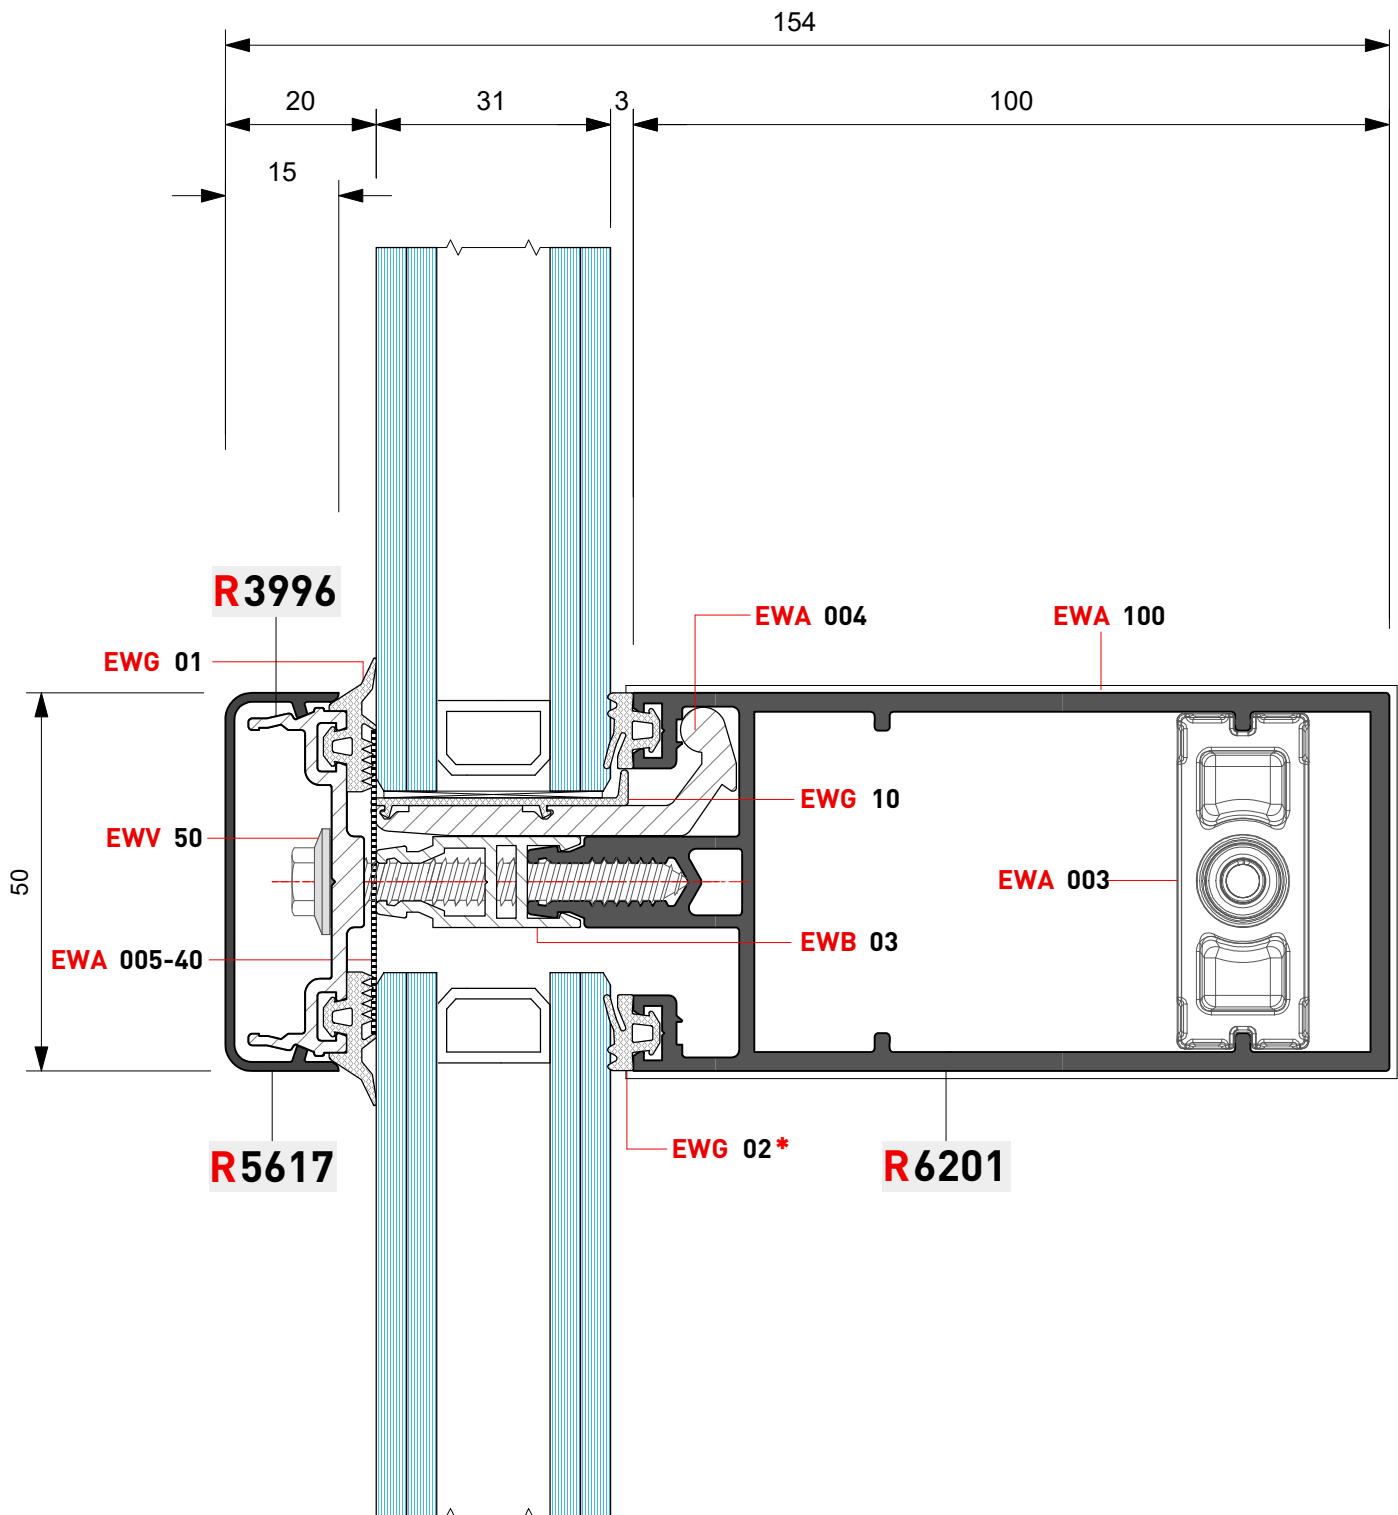 154
20 31 3 100
15
R3996
EWA 004
EWA 100
EWG 01
EWG 10
EWV 50
50
EWA 003
EWB 03
EWA 005-40
EWG 02*
R5617
R6201